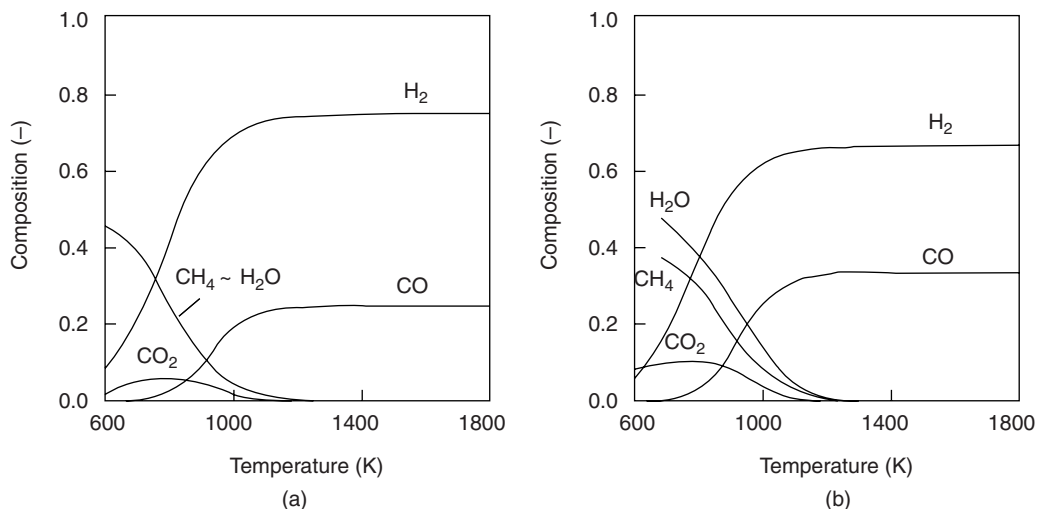 1.0
0.8
0.6
0.4
0.2
0.0
Composition (–)
H₂
CH₄ ~ H₂O
CO
CO₂
600
1000
1400
1800
Temperature (K)
(a)
1.0
0.8
0.6
0.4
0.2
0.0
Composition (–)
H₂
H₂O
CH₄
CO
CO₂
600
1000
1400
1800
Temperature (K)
(b)